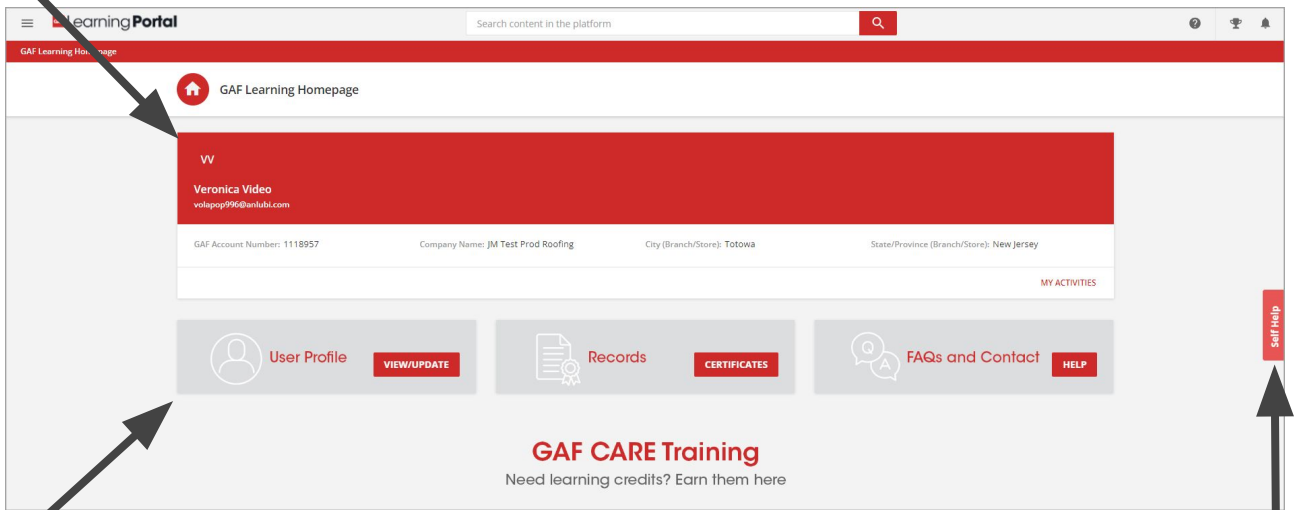 Learning Portal
Search content in the platform
GAF Learning Homepage
GAF Learning Homepage
VV
Veronica Video
volapop996@anlubi.com
GAF Account Number: 1118957 Company Name: JM Test Prod Roofing City (Branch/Store): Totowa State/Province (Branch/Store): New Jersey
MY ACTIVITIES
Self Help
User Profile VIEW/UPDATE Records CERTIFICATES FAQs and Contact HELP
Q
A
GAF CARE Training
Need learning credits? Earn them here